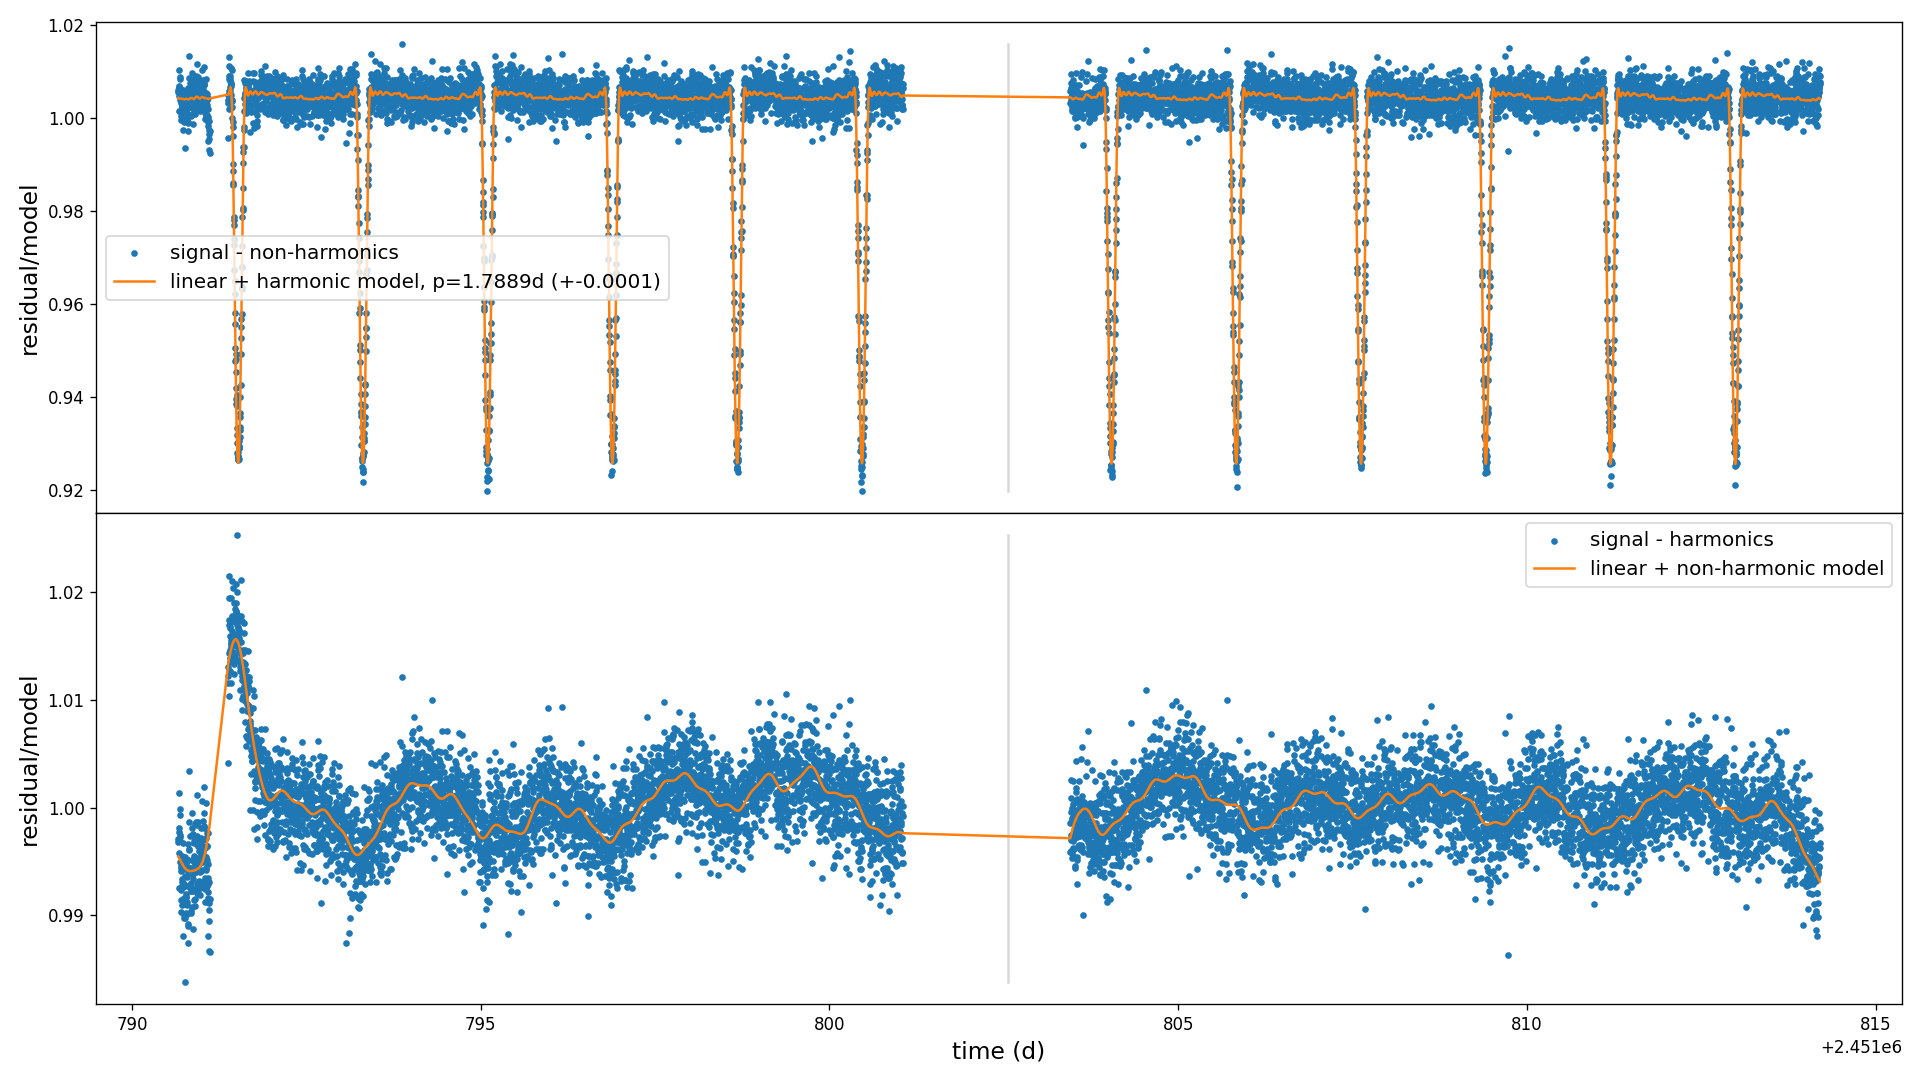 1.02
1.00
0.98
0.96
0.94
0.92
residual/model
signal - non-harmonics
linear + harmonic model, p=1.7889d (+-0.0001)
1.02
1.01
1.00
0.99
residual/model
signal - harmonics
linear + non-harmonic model
790
795
800
805
810
815
time (d)
+2.451e6